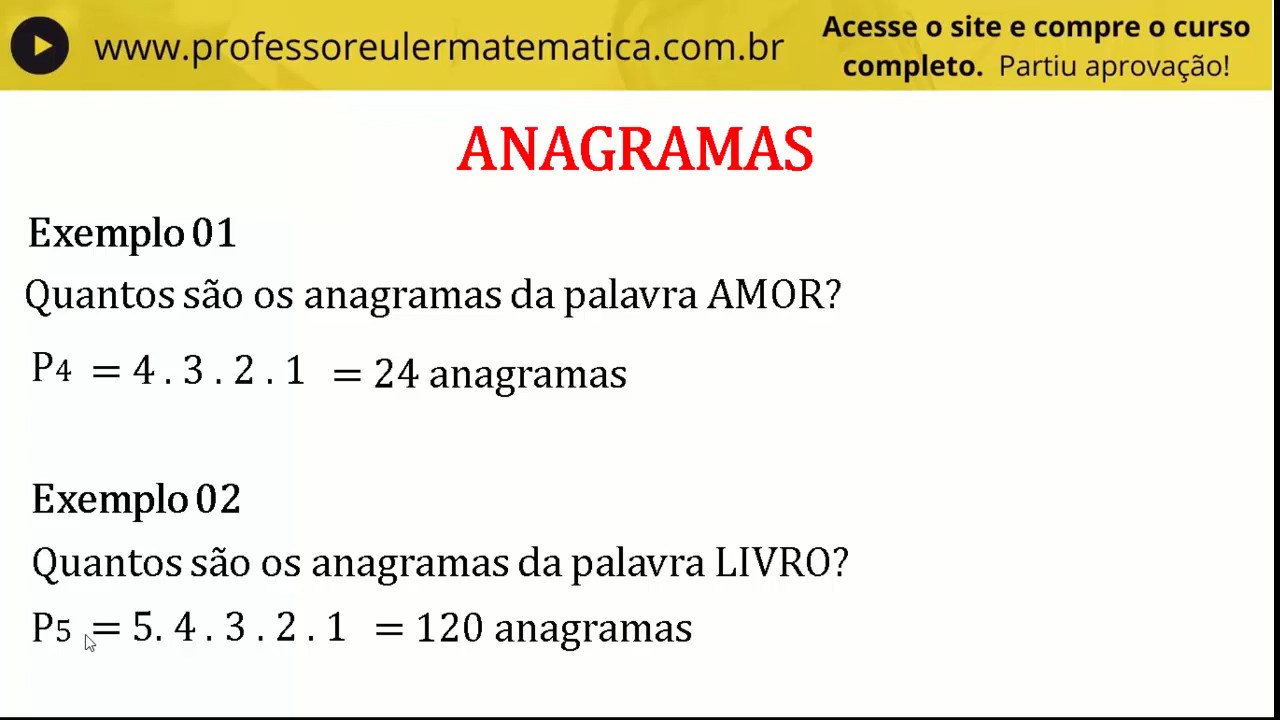 www.professoreulermatematica.com.br
Acesse o site e compre o curso
completo. Partiu aprovação!
ANAGRAMAS
Exemplo 01
Quantos são os anagramas da palavra AMOR?
P4 = 4 . 3 . 2 . 1 = 24 anagramas
Exemplo 02
Quantos são os anagramas da palavra LIVRO?
P5 = 5. 4 . 3 . 2 . 1 = 120 anagramas